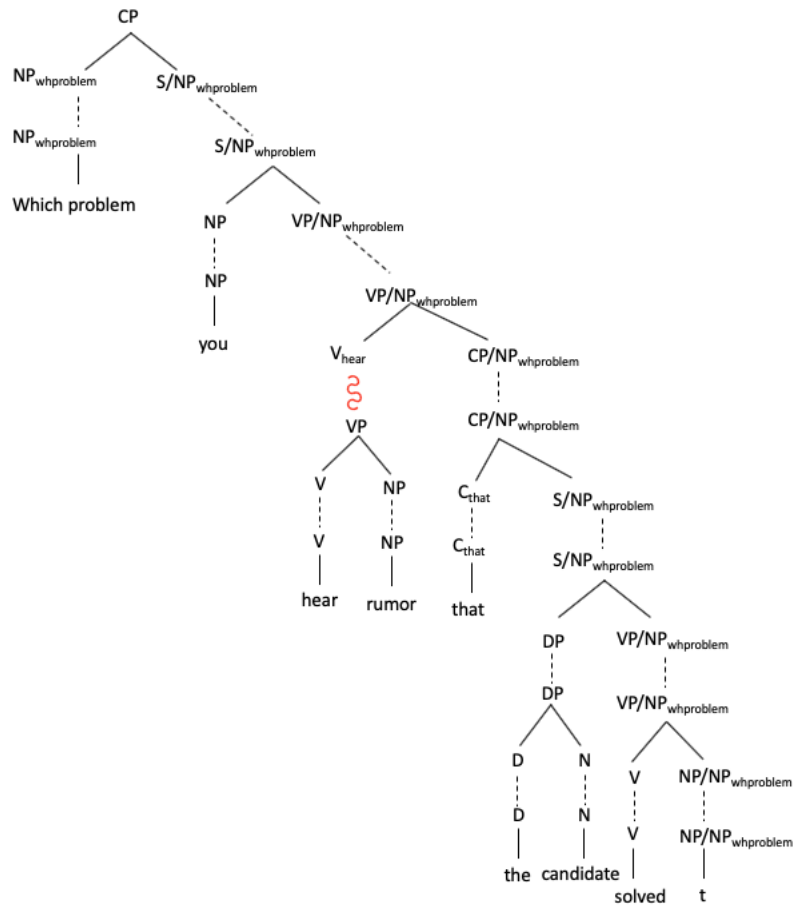 CP
NPwhproblem S/NPwhproblem
NPwhproblem S/NPwhproblem
Which problem
NP VP/NPwhproblem
NP VP/NPwhproblem
you
Vhear CP/NPwhproblem
VP CP/NPwhproblem
V NP Cthat S/NPwhproblem
V NP Cthat S/NPwhproblem
hear rumor that
DP VP/NPwhproblem
DP VP/NPwhproblem
D N V NP/NPwhproblem
D N V NP/NPwhproblem
the candidate solved t